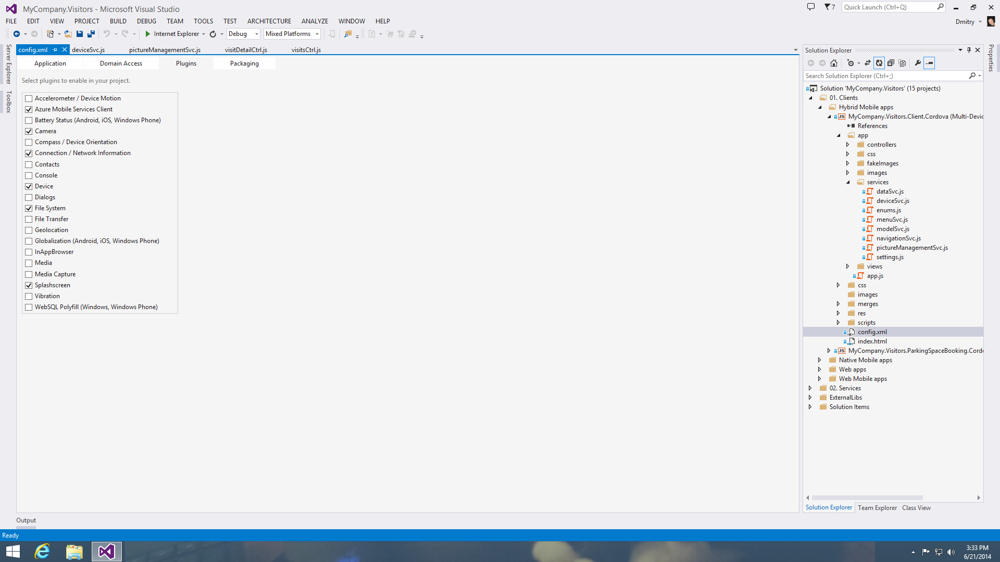 MyCompany.Visitors - Microsoft Visual Studio
7
Quick Launch (Ctrl+Q)
FILE EDIT VIEW PROJECT BUILD DEBUG TEAM TOOLS TEST ARCHITECTURE ANALYZE WINDOW HELP
Dmitry
Internet Explorer Debug Mixed Platforms
Server Explorer
Toolbox
config.xml deviceSvc.js pictureManagementSvc.js visitDetailCtrl.js visitsCtrl.js
Application Domain Access Plugins Packaging
Select plugins to enable in your project.
Accelerometer / Device Motion
Azure Mobile Services Client
Battery Status (Android, iOS, Windows Phone)
Camera
Compass / Device Orientation
Connection / Network Information
Contacts
Console
Device
Dialogs
File System
File Transfer
Geolocation
Globalization (Android, iOS, Windows Phone)
InAppBrowser
Media
Media Capture
Splashscreen
Vibration
WebSQL Polyfill (Windows, Windows Phone)
Solution Explorer
Properties
Search Solution Explorer (Ctrl+;)
Solution 'MyCompany.Visitors' (15 projects)
01. Clients
Hybrid Mobile apps
JS MyCompany.Visitors.Client.Cordova (Multi-Devic
References
app
controllers
css
fakeImages
images
services
dataSvc.js
deviceSvc.js
enums.js
menuSvc.js
modelSvc.js
navigationSvc.js
pictureManagementSvc.js
settings.js
views
app.js
css
images
merges
res
scripts
config.xml
index.html
JS MyCompany.Visitors.ParkingSpaceBooking.Cordo
Native Mobile apps
Web apps
Web Mobile apps
02. Services
ExternalLibs
Solution Items
Solution Explorer Team Explorer Class View
Output
Ready
3:33 PM
6/21/2014